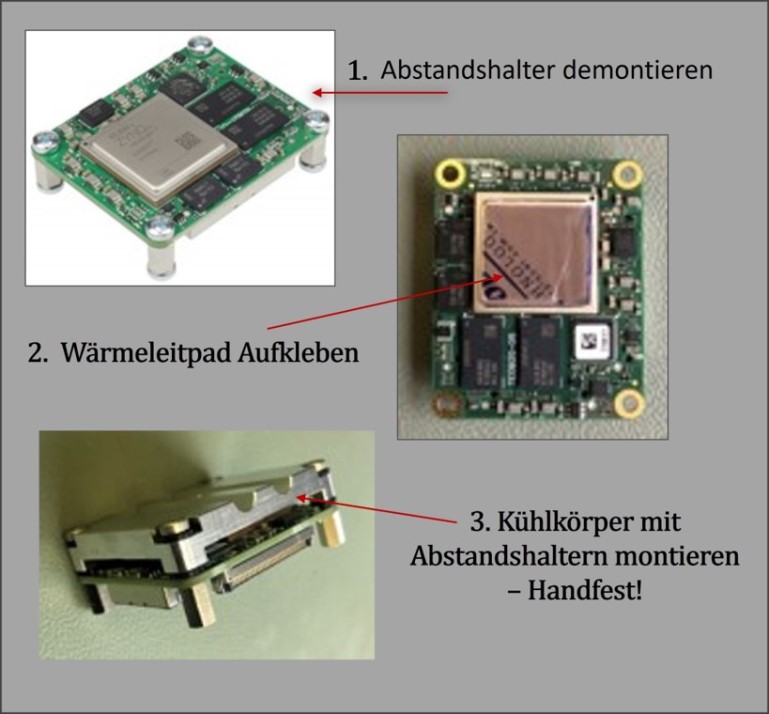 1. Abstandshalter demontieren
2. Wärmeleitpad Aufkleben
3. Kühlkörper mit
Abstandshaltern montieren
– Handfest!